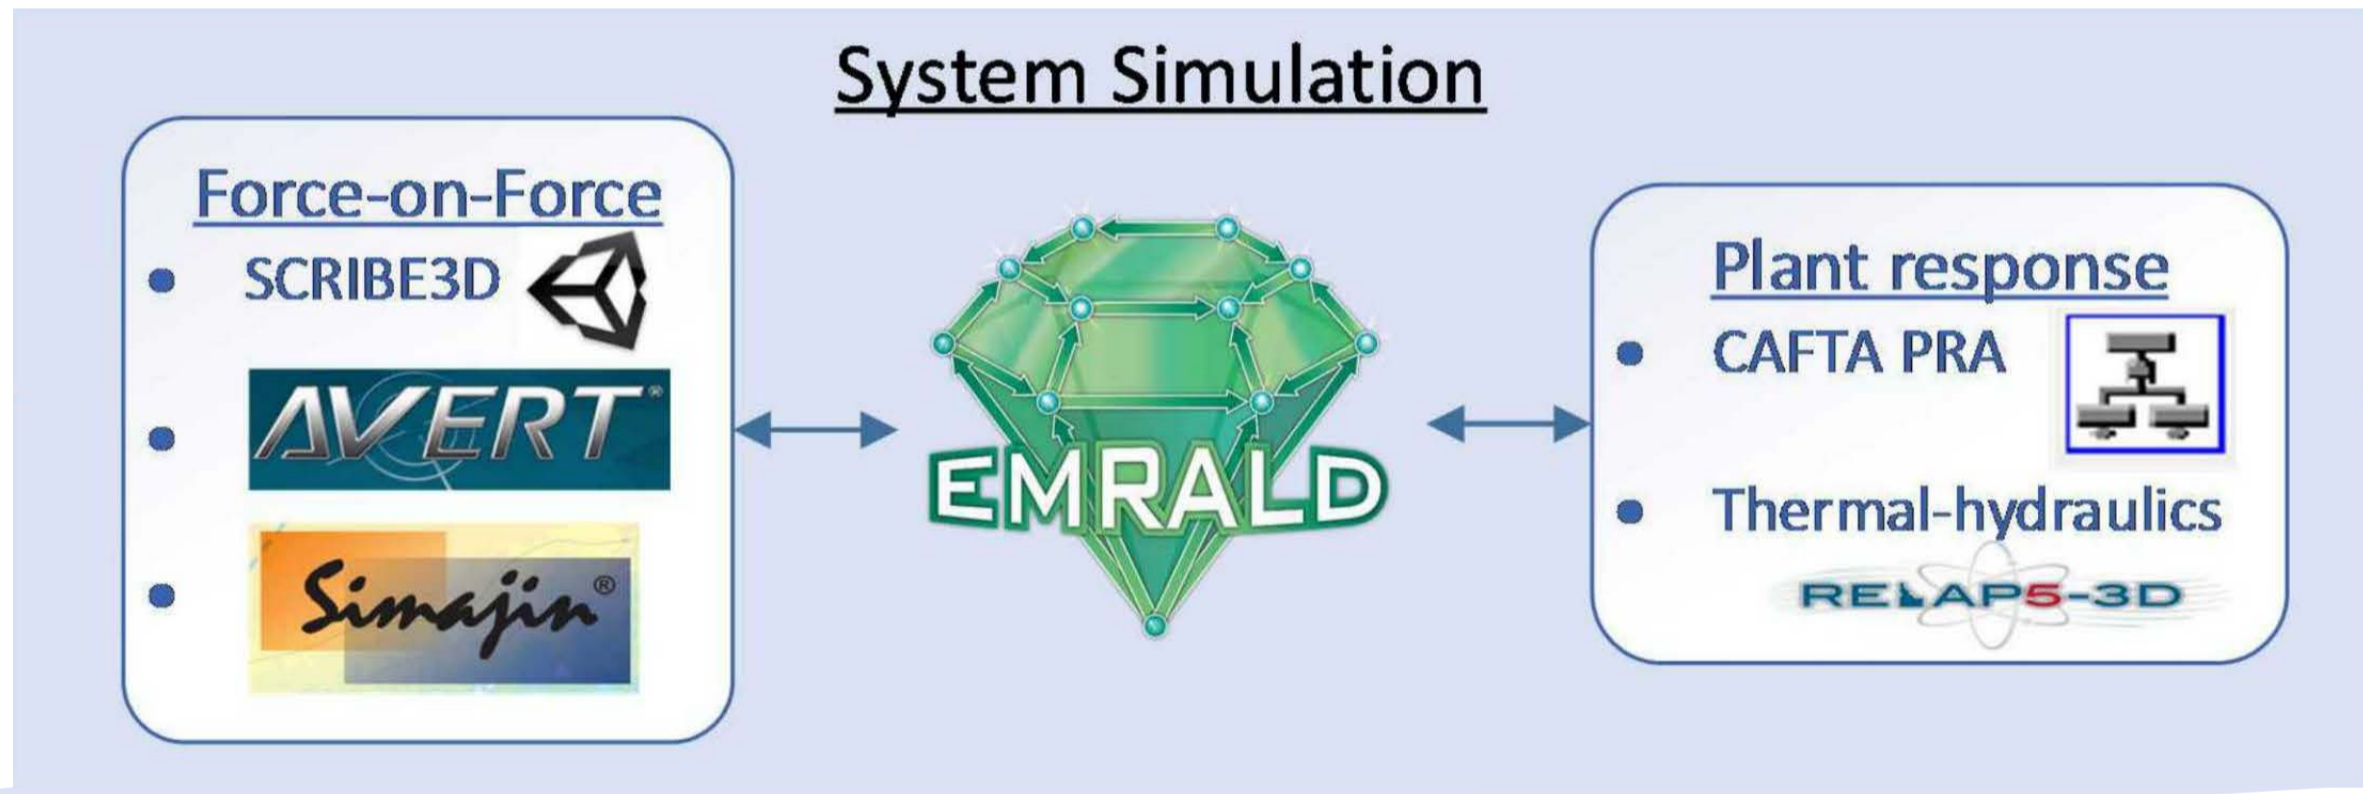 System Simulation
Force-on-Force
• SCRIBE3D
• AVERT®
• Simajin®
EMRALD
Plant response
• CAFTA PRA
• Thermal-hydraulics
RELAP5-3D